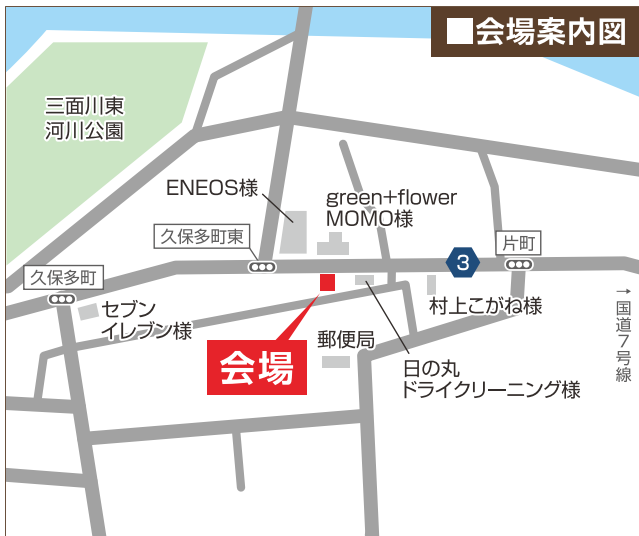 ■会場案内図
三面川東
河川公園
ENEOS様
green+flower
MOMO様
久保多町東
片町
3
久保多町
セブン
イレブン様
村上こがね様
→国道7号線
郵便局
会場
日の丸
ドライクリーニング様